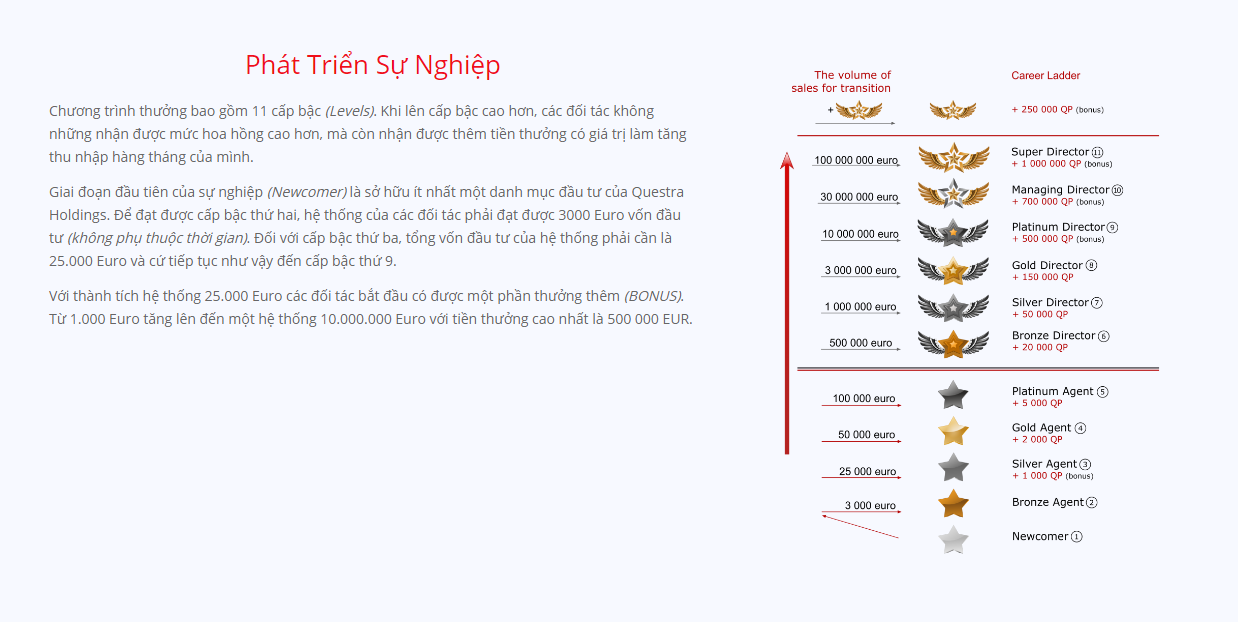 Phát Triển Sự Nghiệp
Chương trình thưởng bao gồm 11 cấp bậc (Levels). Khi lên cấp bậc cao hơn, các đối tác không
những nhận được mức hoa hồng cao hơn, mà còn nhận được thêm tiền thưởng có giá trị làm tăng
thu nhập hàng tháng của mình.
Giai đoạn đầu tiên của sự nghiệp (Newcomer) là sở hữu ít nhất một danh mục đầu tư của Questra
Holdings. Để đạt được cấp bậc thứ hai, hệ thống của các đối tác phải đạt được 3000 Euro vốn đầu
tư (không phụ thuộc thời gian). Đối với cấp bậc thứ ba, tổng vốn đầu tư của hệ thống phải cần là
25.000 Euro và cứ tiếp tục như vậy đến cấp bậc thứ 9.
Với thành tích hệ thống 25.000 Euro các đối tác bắt đầu có được một phần thưởng thêm (BONUS).
Từ 1.000 Euro tăng lên đến một hệ thống 10.000.000 Euro với tiền thưởng cao nhất là 500 000 EUR.
The volume of
sales for transition
Career Ladder
+
+ 250 000 QP (bonus)
100 000 000 euro
Super Director 11
+ 1 000 000 QP (bonus)
30 000 000 euro
Managing Director 10
+ 700 000 QP (bonus)
10 000 000 euro
Platinum Director 9
+ 500 000 QP (bonus)
3 000 000 euro
Gold Director 8
+ 150 000 QP
1 000 000 euro
Silver Director 7
+ 50 000 QP
500 000 euro
Bronze Director 6
+ 20 000 QP
100 000 euro
Platinum Agent 5
+ 5 000 QP
50 000 euro
Gold Agent 4
+ 2 000 QP
25 000 euro
Silver Agent 3
+ 1 000 QP (bonus)
3 000 euro
Bronze Agent 2
Newcomer 1